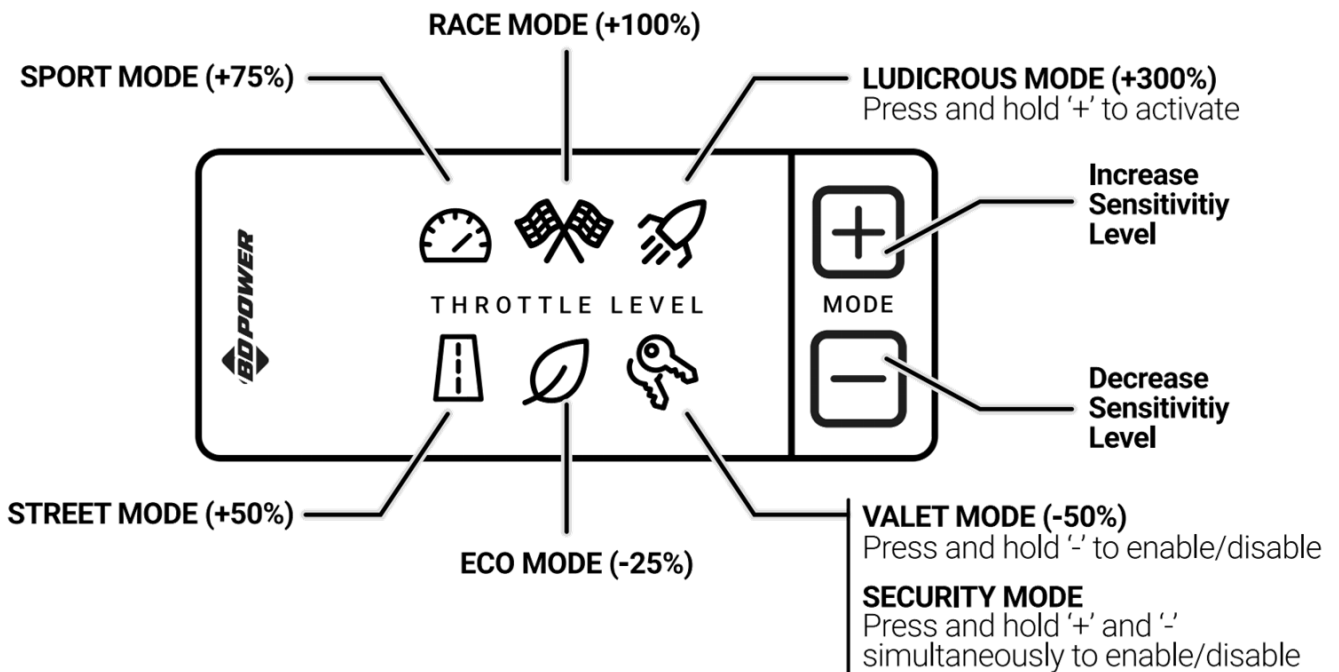 RACE MODE (+100%)
SPORT MODE (+75%)
LUDICROUS MODE (+300%)
Press and hold ‘+’ to activate
Increase
Sensitivitiy
Level
BD POWER
THROTTLE LEVEL
MODE
Decrease
Sensitivitiy
Level
STREET MODE (+50%)
ECO MODE (-25%)
VALET MODE (-50%)
Press and hold ‘-’ to enable/disable
SECURITY MODE
Press and hold ‘+’ and ‘-’
simultaneously to enable/disable